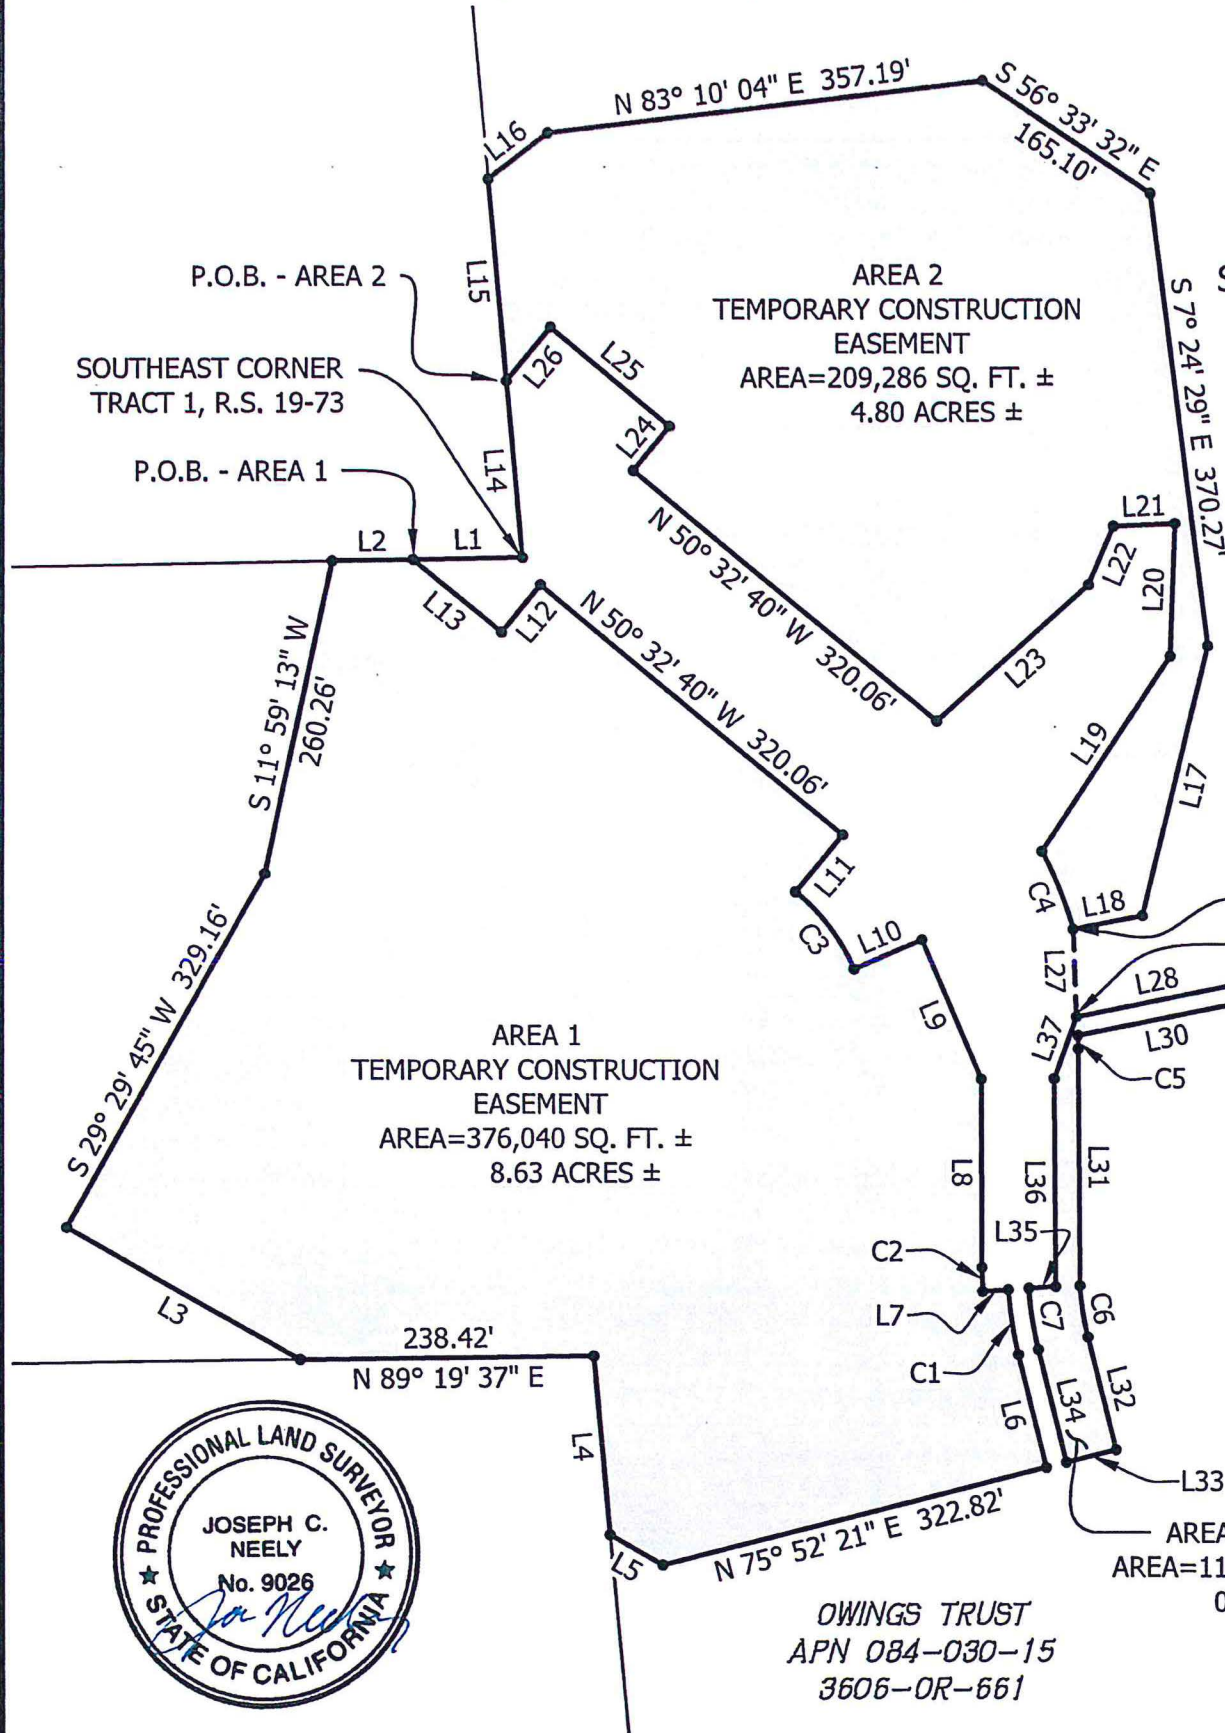 N 83° 10' 04" E 357.19'
S 56° 33' 32" E
165.10'
L16
L15
P.O.B. - AREA 2
AREA 2
TEMPORARY CONSTRUCTION
EASEMENT
AREA=209,286 SQ. FT. ±
4.80 ACRES ±
S 7° 24' 29" E 370.27'
L26
L25
SOUTHEAST CORNER
TRACT 1, R.S. 19-73
L24
L14
P.O.B. - AREA 1
L21
L22
L20
L2
L1
N 50° 32' 40" W 320.06'
L13
L12
N 50° 32' 40" W 320.06'
L23
S 11° 59' 13" W
260.26'
L19
L17
L11
C4
L18
C3
L10
L27
L28
S 29° 29' 45" W 329.16'
L9
L37
L30
C5
AREA 1
TEMPORARY CONSTRUCTION
EASEMENT
AREA=376,040 SQ. FT. ±
8.63 ACRES ±
L8
L36
L31
L35
C2
L7
C7
C6
L3
238.42'
N 89° 19' 37" E
C1
L6
L34
L32
L4
L33
N 75° 52' 21" E 322.82'
L5
AREA
AREA=11
0
PROFESSIONAL LAND SURVEYOR
JOSEPH C.
NEELY
No. 9026
Joe Neely
STATE OF CALIFORNIA
OWINGS TRUST
APN 084-030-15
3606-OR-661